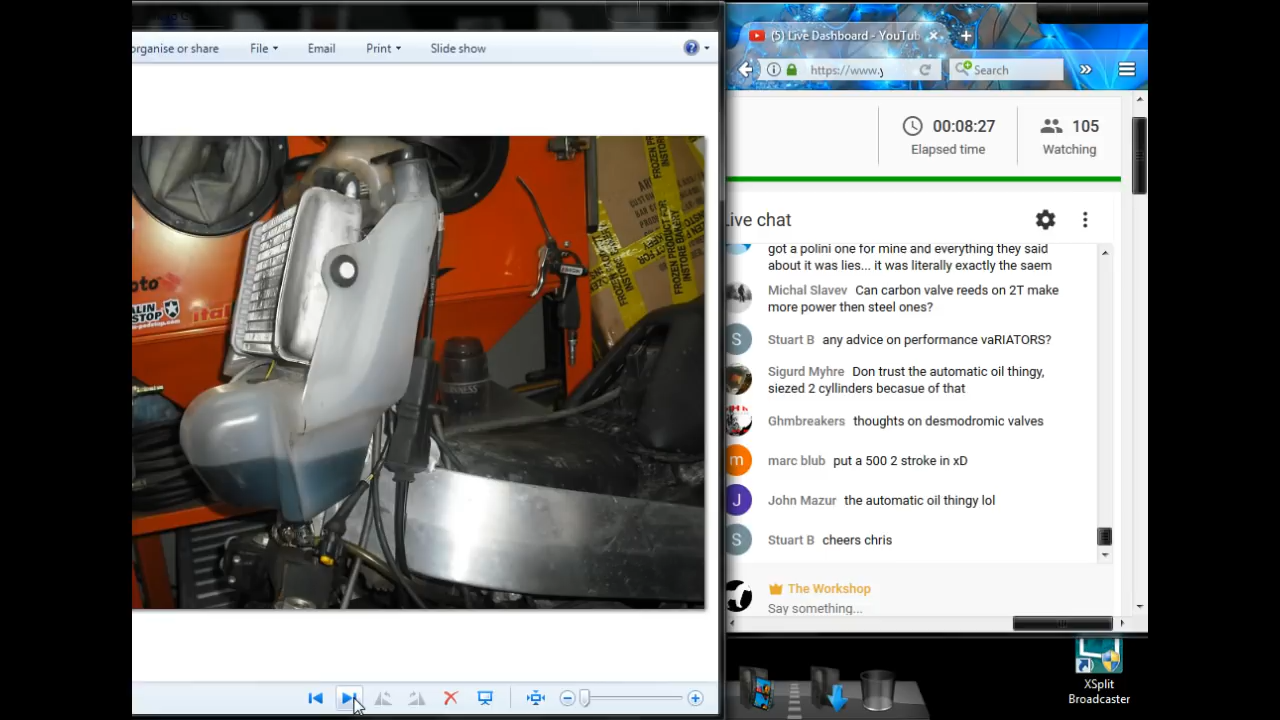 organise or share
File
Email
Print
Slide show
(5) Live Dashboard - YouTub
https://www.y
Search
00:08:27
Elapsed time
105
Watching
Live chat
got a polini one for mine and everything they said
about it was lies... it was literally exactly the saem
Michal Slavev Can carbon valve reeds on 2T make
more power then steel ones?
Stuart B any advice on performance vaRIATORS?
Sigurd Myhre Don trust the automatic oil thingy,
siezed 2 cyllinders becasue of that
Ghmbreakers thoughts on desmodromic valves
marc blub put a 500 2 stroke in xD
John Mazur the automatic oil thingy lol
Stuart B cheers chris
The Workshop
Say something...
XSplit
Broadcaster
FROZEN PRODUCT FOR
INSTORE BAKERY